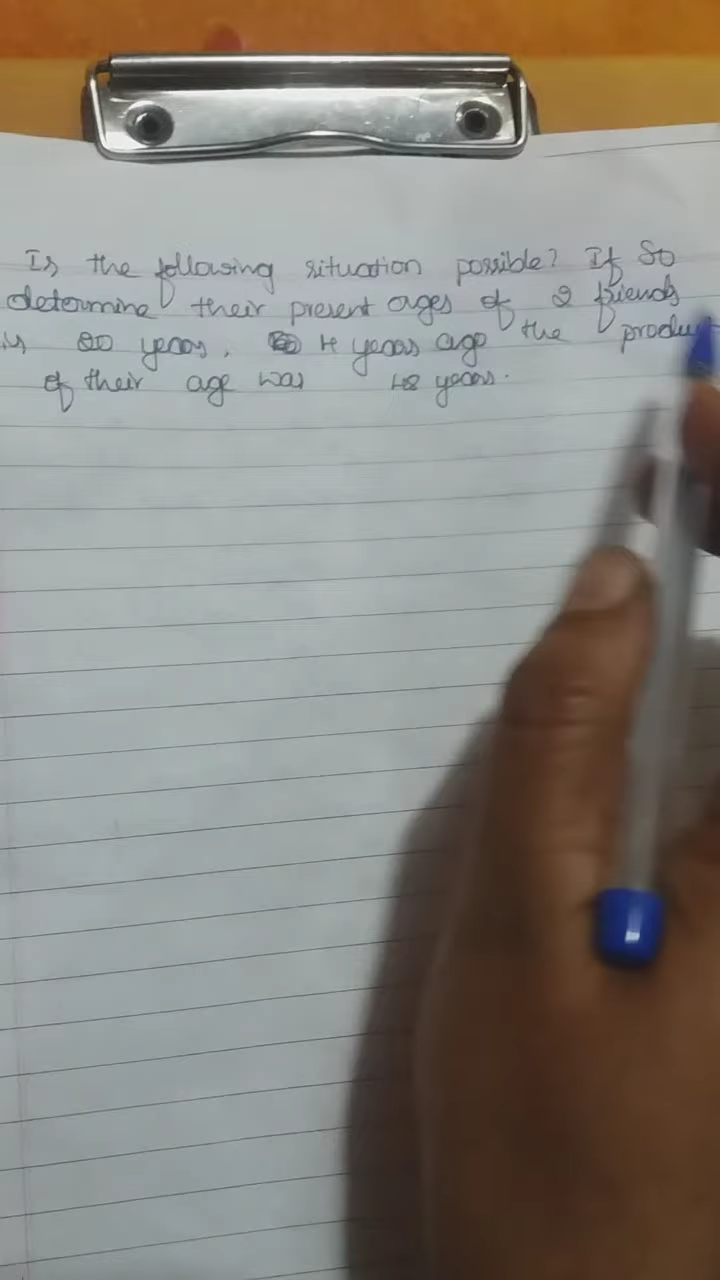 Is the following situation possible? If so
determine their present ages of 2 friends
is 20 years. 4 years ago the produ
of their age was 48 years.